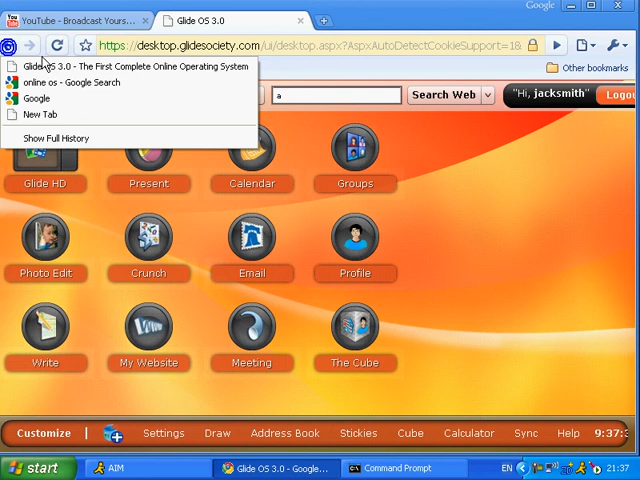 Google
YouTube - Broadcast Yours...
Glide OS 3.0
https://desktop.glidesociety.com/ui/desktop.aspx?AspxAutoDetectCookieSupport=1&
Other bookmarks
Glide OS 3.0 - The First Complete Online Operating System
online os - Google Search
Google
New Tab
Show Full History
a
Search Web
"Hi, jacksmith"
Logou
Glide HD
Present
Calendar
Groups
Photo Edit
Crunch
Email
Profile
Write
My Website
Meeting
The Cube
Customize
Settings
Draw
Address Book
Stickies
Cube
Calculator
Sync
Help
9:37:3
start
AIM
Glide OS 3.0 - Google...
Command Prompt
EN
21:37